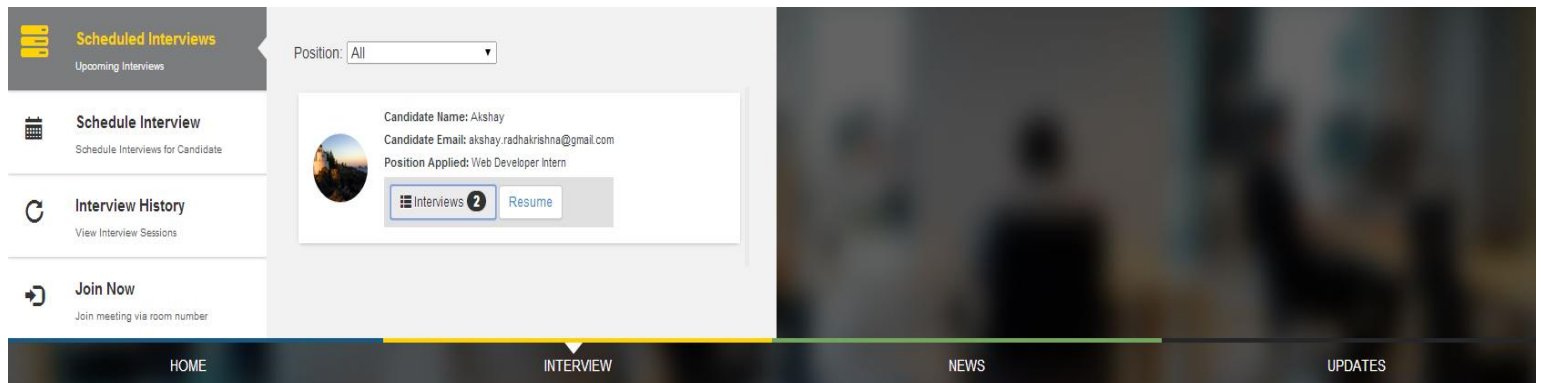 Scheduled Interviews
Upcoming Interviews
Schedule Interview
Schedule Interviews for Candidate
Interview History
View Interview Sessions
Join Now
Join meeting via room number
Position: All
Candidate Name: Akshay
Candidate Email: akshay.radhakrishna@gmail.com
Position Applied: Web Developer Intern
Interviews 2 Resume
HOME INTERVIEW NEWS UPDATES